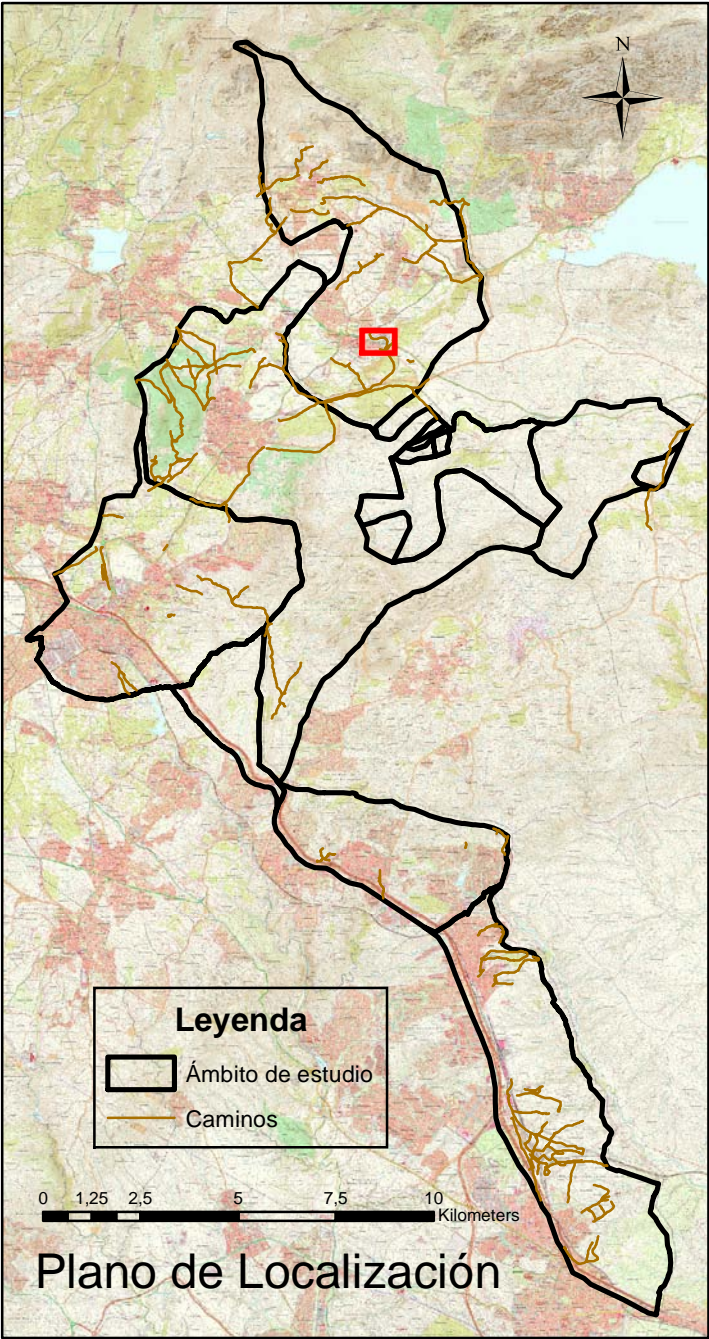 N
Leyenda
Ámbito de estudio
Caminos
0 1,25 2,5 5 7,5 10
Kilometers
Plano de Localización